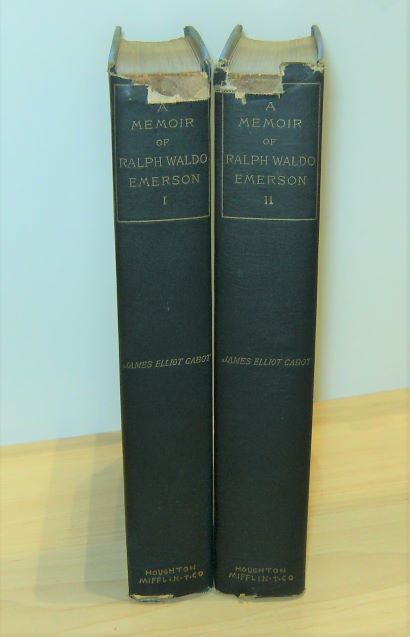 A
MEMOIR
OF
RALPH WALDO
EMERSON
I
JAMES ELLIOT CABOT
HOUGHTON
MIFFLIN & CO
A
MEMOIR
OF
RALPH WALDO
EMERSON
II
JAMES ELLIOT CABOT
HOUGHTON
MIFFLIN & CO